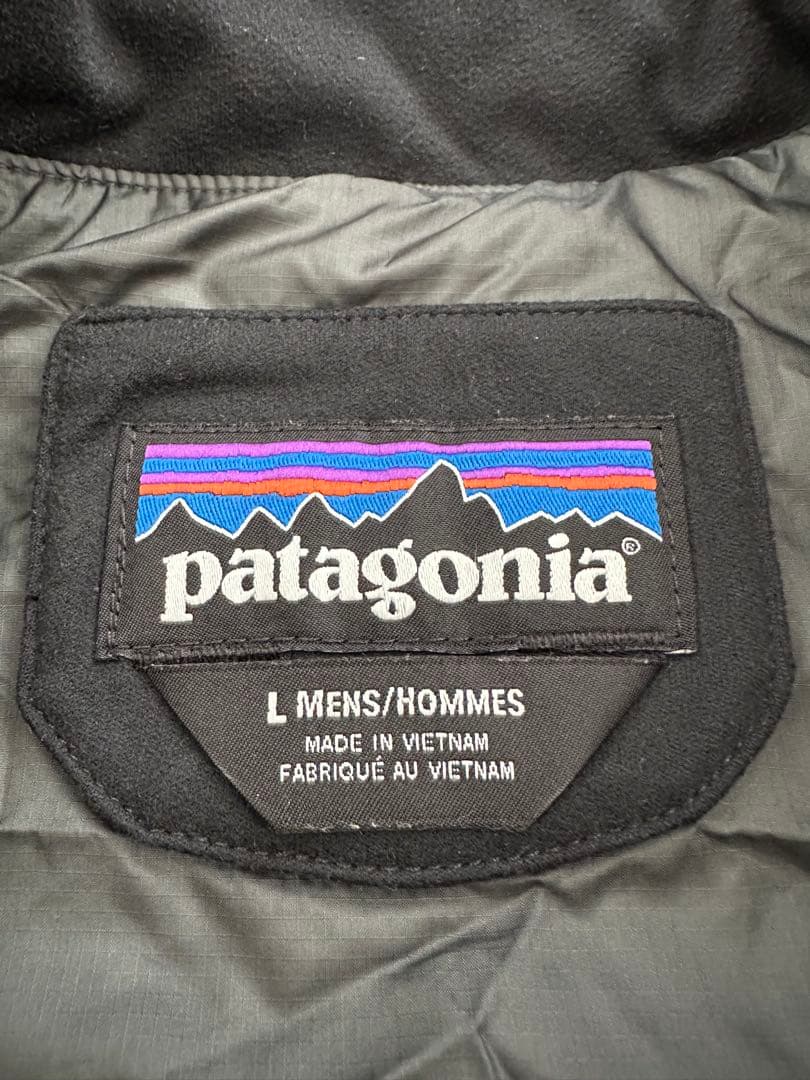 patagonia®
L MENS/HOMMES
MADE IN VIETNAM
FABRIQUÉ AU VIETNAM